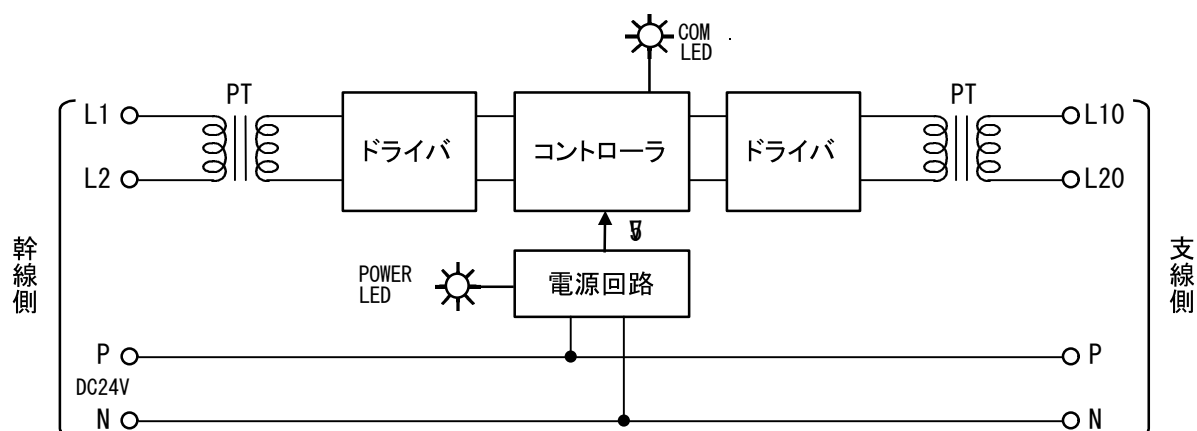 COM
LED
PT
PT
L1
ドライバ
コントローラ
ドライバ
L10
L2
L20
幹線側
支線側
POWER
LED
電源回路
P
P
DC24V
N
N